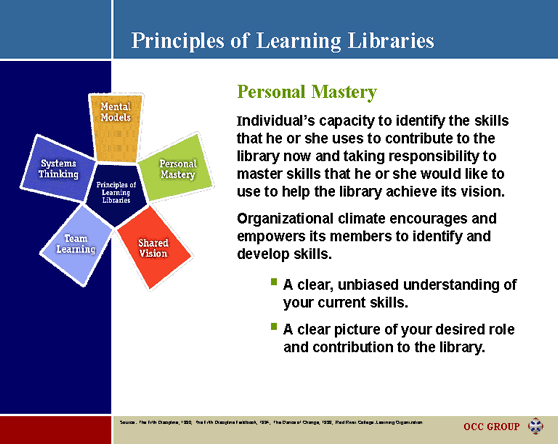 Principles of Learning Libraries
Mental
Models
Systems
Thinking
Personal
Mastery
Principles of
Learning
Libraries
Team
Learning
Shared
Vision
Personal Mastery
Individual's capacity to identify the skills
that he or she uses to contribute to the
library now and taking responsibility to
master skills that he or she would like to
use to help the library achieve its vision.
Organizational climate encourages and
empowers its members to identify and
develop skills.
A clear, unbiased understanding of
your current skills.
A clear picture of your desired role
and contribution to the library.
Source: The Fifth Discipline, 1990; The Fifth Discipline Fieldbook, 1994; The Dance of Change, 1999; Red River College Learning Organization
OCC GROUP